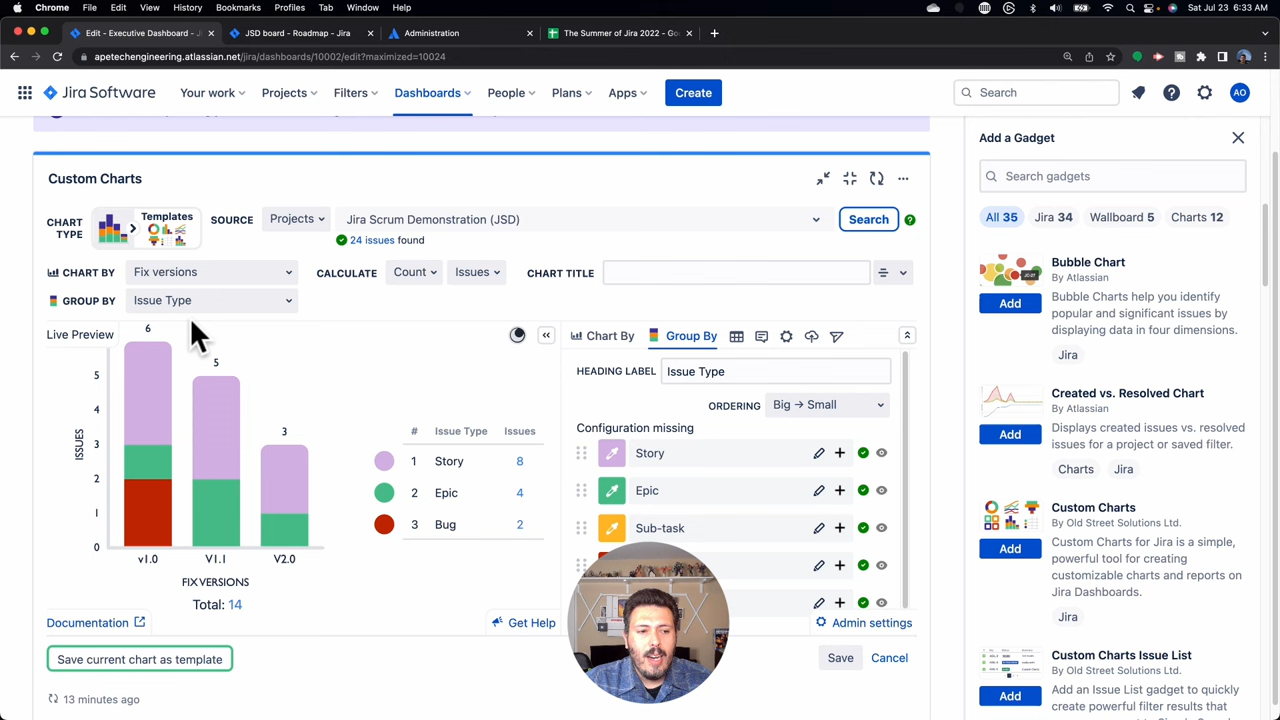 Chrome File Edit View History Bookmarks Profiles Tab Window Help Sat Jul 23 6:33 AM
Edit - Executive Dashboard - J × JSD board - Roadmap - Jira × Administration × The Summer of Jira 2022 - Go ×
apetechengineering.atlassian.net/jira/dashboards/10002/edit?maximized=10024
Jira Software Your work Projects Filters Dashboards People Plans Apps Create Search AO
Custom Charts
CHART TYPE Templates SOURCE Projects Jira Scrum Demonstration (JSD) Search
24 issues found
CHART BY Fix versions CALCULATE Count Issues CHART TITLE
GROUP BY Issue Type
Live Preview
Chart By Group By
HEADING LABEL Issue Type
ORDERING Big → Small
Configuration missing
Story
Epic
Sub-task
6
5
3
5
4
3
2
1
0
ISSUES
v1.0 V1.1 V2.0
FIX VERSIONS
Total: 14
# Issue Type Issues
1 Story 8
2 Epic 4
3 Bug 2
Documentation Get Help Admin settings
Save current chart as template Save Cancel
13 minutes ago
Add a Gadget
Search gadgets
All 35 Jira 34 Wallboard 5 Charts 12
Bubble Chart
By Atlassian
Add
Bubble Charts help you identify
popular and significant issues by
displaying data in four dimensions.
Jira
Created vs. Resolved Chart
By Atlassian
Add
Displays created issues vs. resolved
issues for a project or saved filter.
Charts Jira
Custom Charts
By Old Street Solutions Ltd.
Add
Custom Charts for Jira is a simple,
powerful tool for creating
customizable charts and reports on
Jira Dashboards.
Jira
Custom Charts Issue List
By Old Street Solutions Ltd.
Add
Add an Issue List gadget to quickly
create powerful filter results that